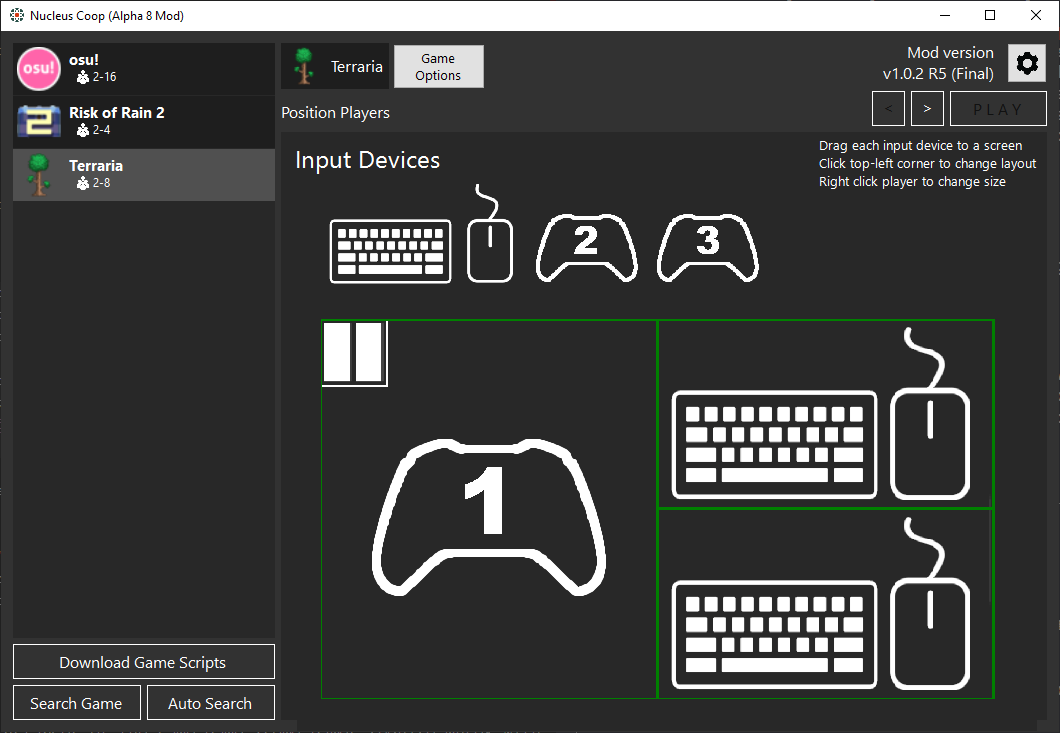 Nucleus Coop (Alpha 8 Mod)
osu!
osu!
2-16
Risk of Rain 2
2-4
2
Terraria
2-8
Terraria
Game
Options
Mod version
v1.0.2 R5 (Final)
Position Players
<
>
PLAY
Input Devices
Drag each input device to a screen
Click top-left corner to change layout
Right click player to change size
2
3
1
Download Game Scripts
Search Game
Auto Search